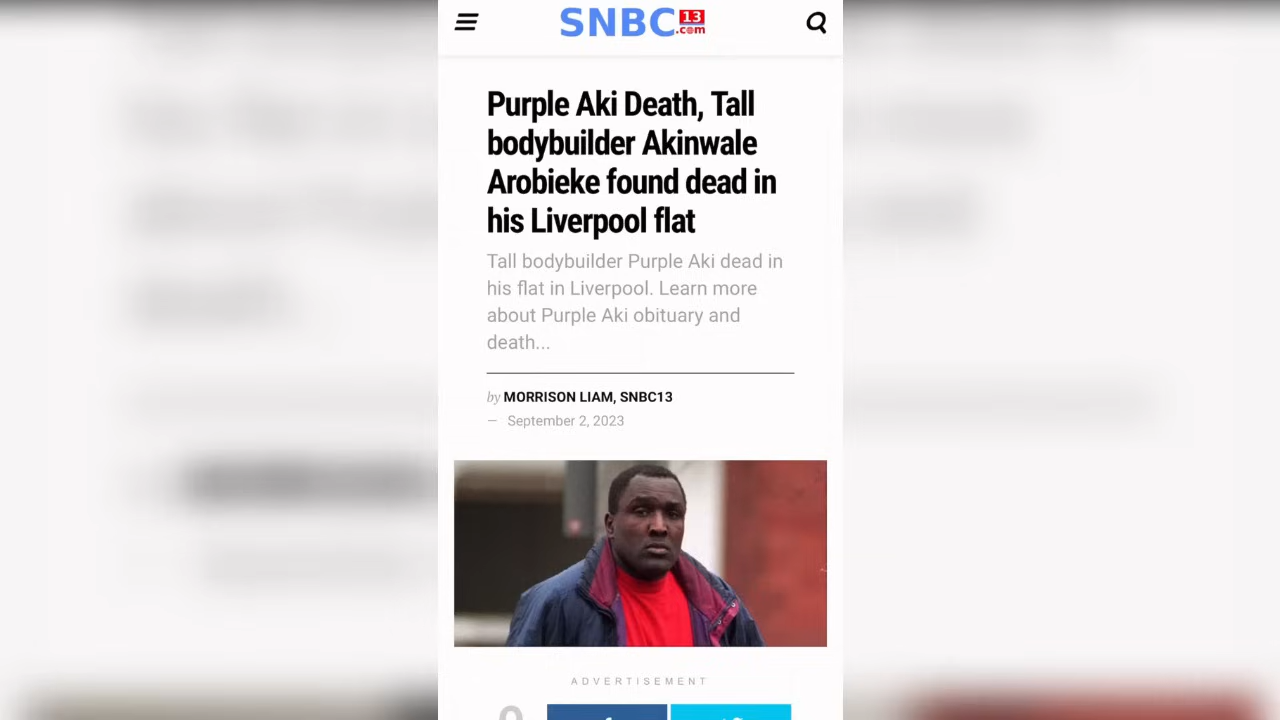 SNBC 13
.com
Purple Aki Death, Tall
bodybuilder Akinwale
Arobieke found dead in
his Liverpool flat
Tall bodybuilder Purple Aki dead in
his flat in Liverpool. Learn more
about Purple Aki obituary and
death...
by MORRISON LIAM, SNBC13
— September 2, 2023
ADVERTISEMENT